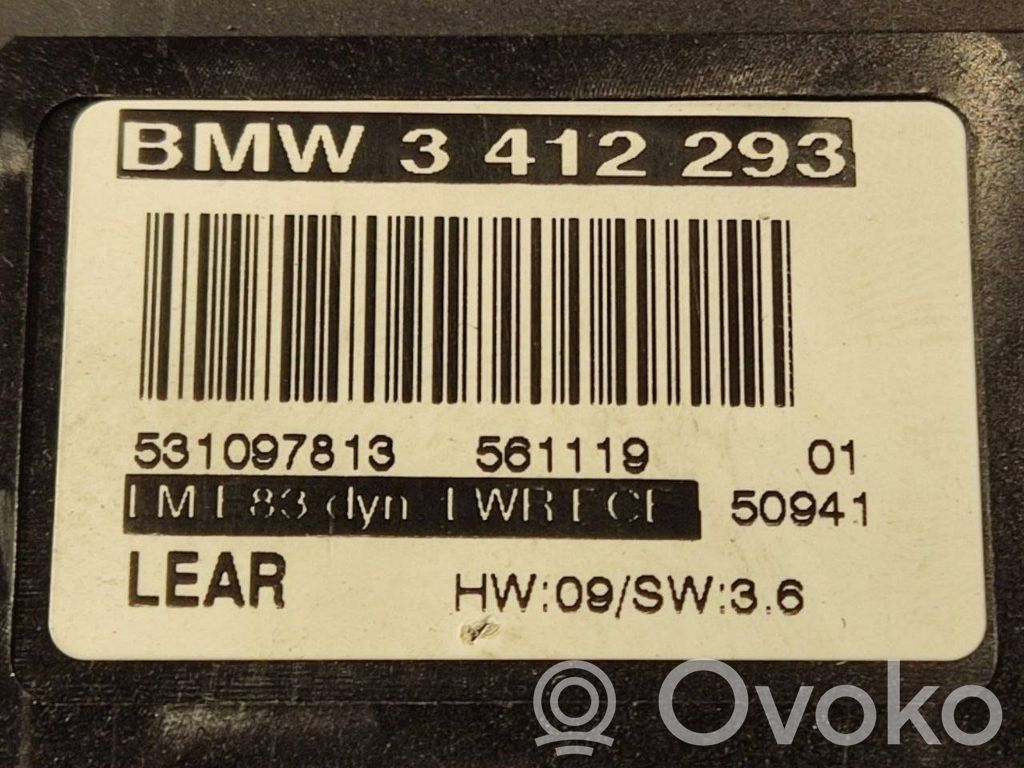 BMW 3 412 293
531097813 561119 01
LM E83 dyn. LWR ECE 50941
LEAR HW:09/SW:3.6
Ovoko